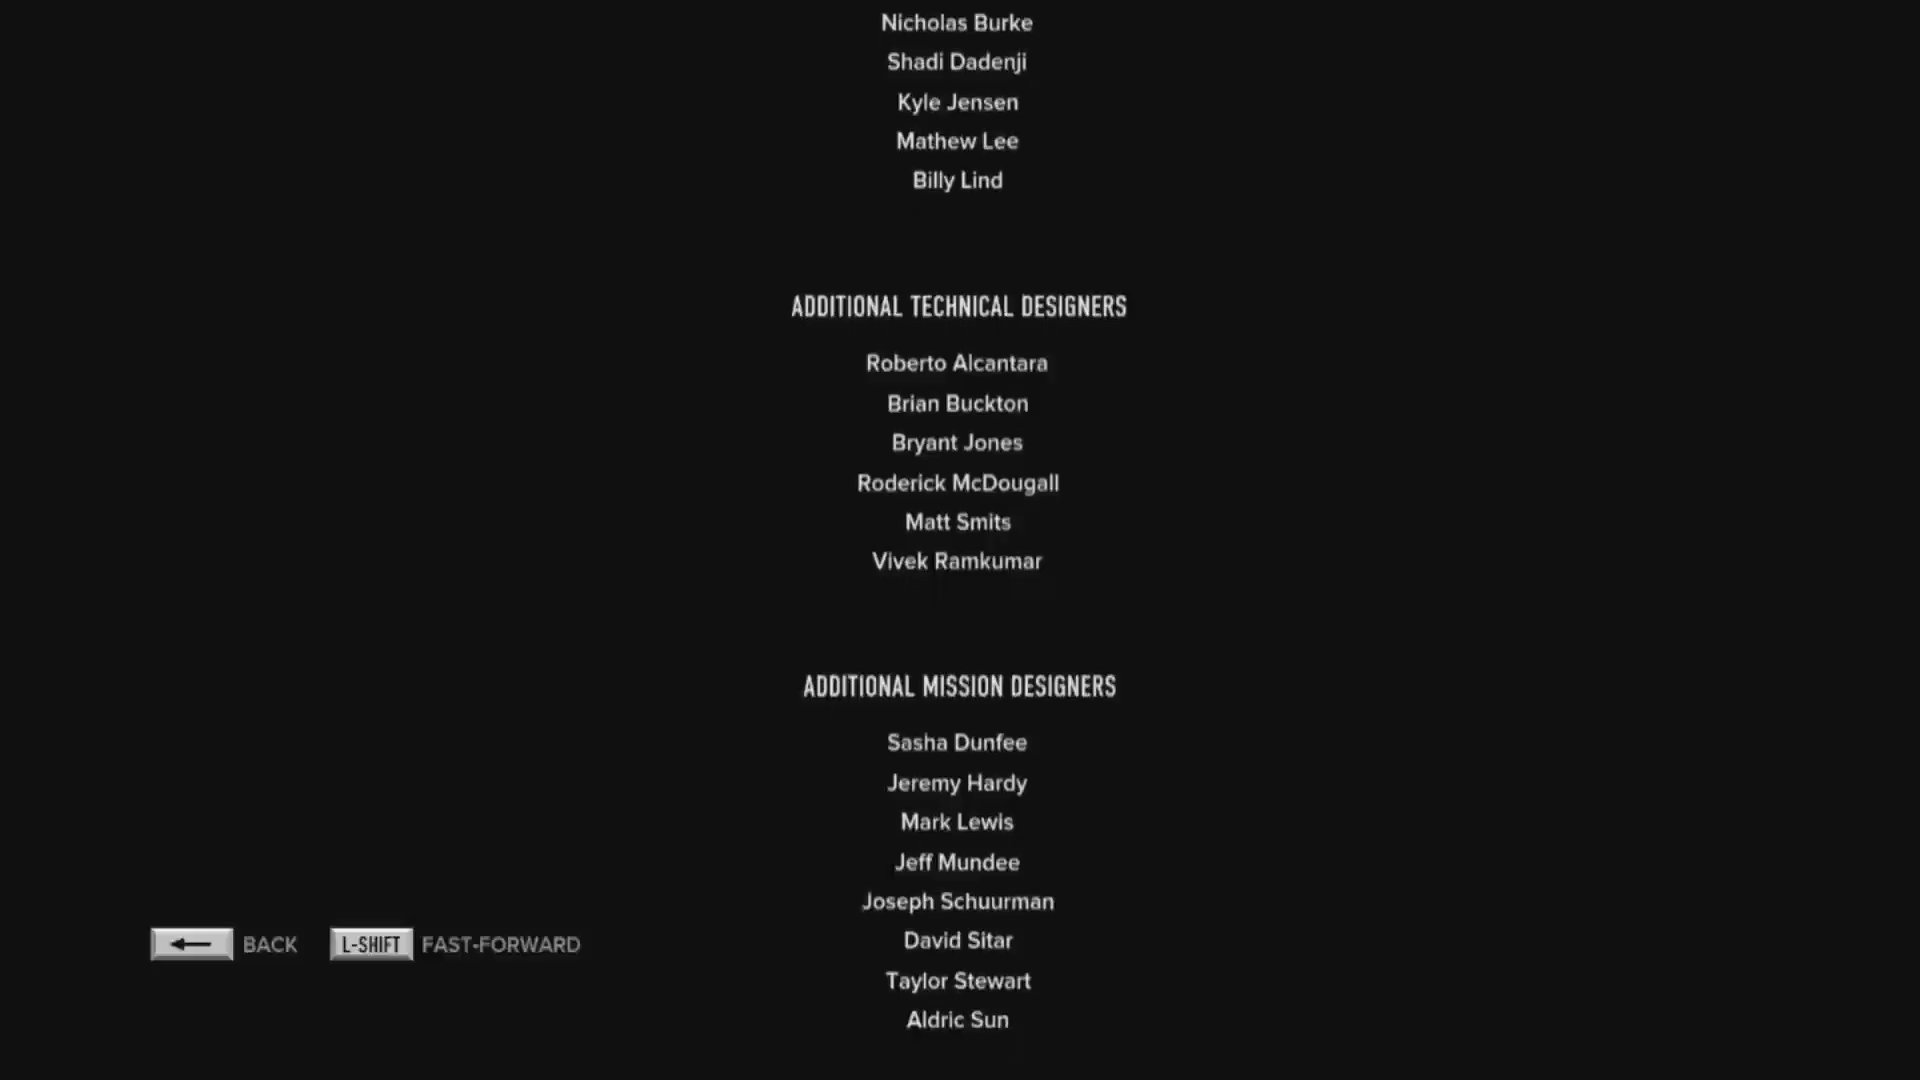 Nicholas Burke
Shadi Dadenji
Kyle Jensen
Mathew Lee
Billy Lind
ADDITIONAL TECHNICAL DESIGNERS
Roberto Alcantara
Brian Buckton
Bryant Jones
Roderick McDougall
Matt Smits
Vivek Ramkumar
ADDITIONAL MISSION DESIGNERS
Sasha Dunfee
Jeremy Hardy
Mark Lewis
Jeff Mundee
Joseph Schuurman
David Sitar
Taylor Stewart
Aldric Sun
BACK L-SHIFT FAST-FORWARD